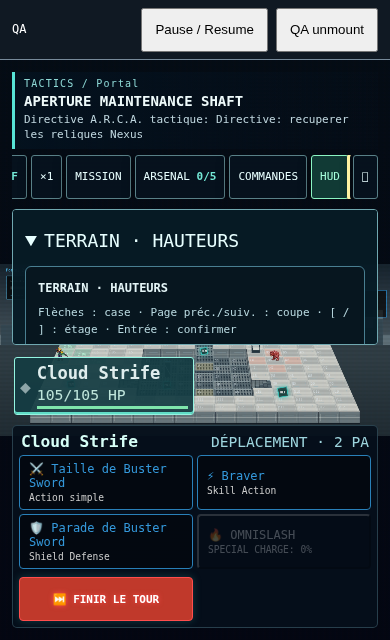 QA
Pause / Resume
QA unmount
TACTICS / Portal
APERTURE MAINTENANCE SHAFT
Directive A.R.C.A. tactique: Directive: recuperer
les reliques Nexus
F
×1
MISSION
ARSENAL 0/5
COMMANDES
HUD
▼ TERRAIN · HAUTEURS
TERRAIN · HAUTEURS
Flèches : case · Page préc./suiv. : coupe · [ /
] : étage · Entrée : confirmer
Cloud Strife
105/105 HP
Cloud Strife
DÉPLACEMENT · 2 PA
Taille de Buster
Sword
Action simple
Braver
Skill Action
Parade de Buster
Sword
Shield Defense
OMNISLASH
SPECIAL CHARGE: 0%
FINIR LE TOUR